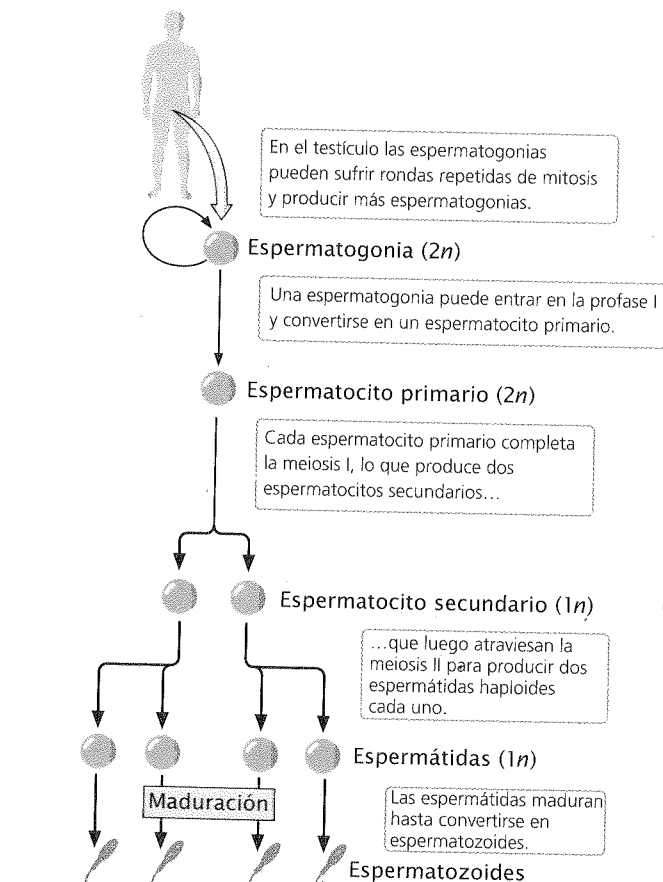 En el testículo las espermatogonias
pueden sufrir rondas repetidas de mitosis
y producir más espermatogonias.
Espermatogonia (2n)
Una espermatogonia puede entrar en la profase I
y convertirse en un espermatocito primario.
Espermatocito primario (2n)
Cada espermatocito primario completa
la meiosis I, lo que produce dos
espermatocitos secundarios...
Espermatocito secundario (1n)
...que luego atraviesan la
meiosis II para producir dos
espermátidas haploides
cada uno.
Espermátidas (1n)
Maduración
Las espermátidas maduran
hasta convertirse en
espermatozoides.
Espermatozoides